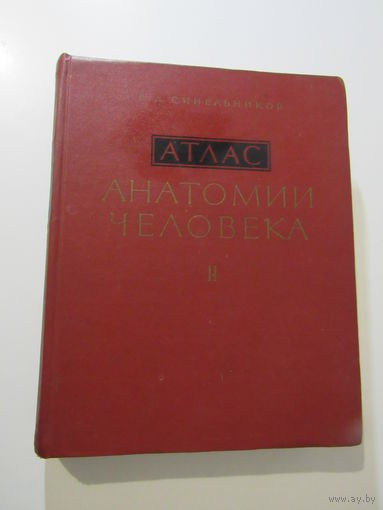 Р. Д. СИНЕЛЬНИКОВ
АТЛАС
АНАТОМИИ
ЧЕЛОВЕКА
II
www.ay.by